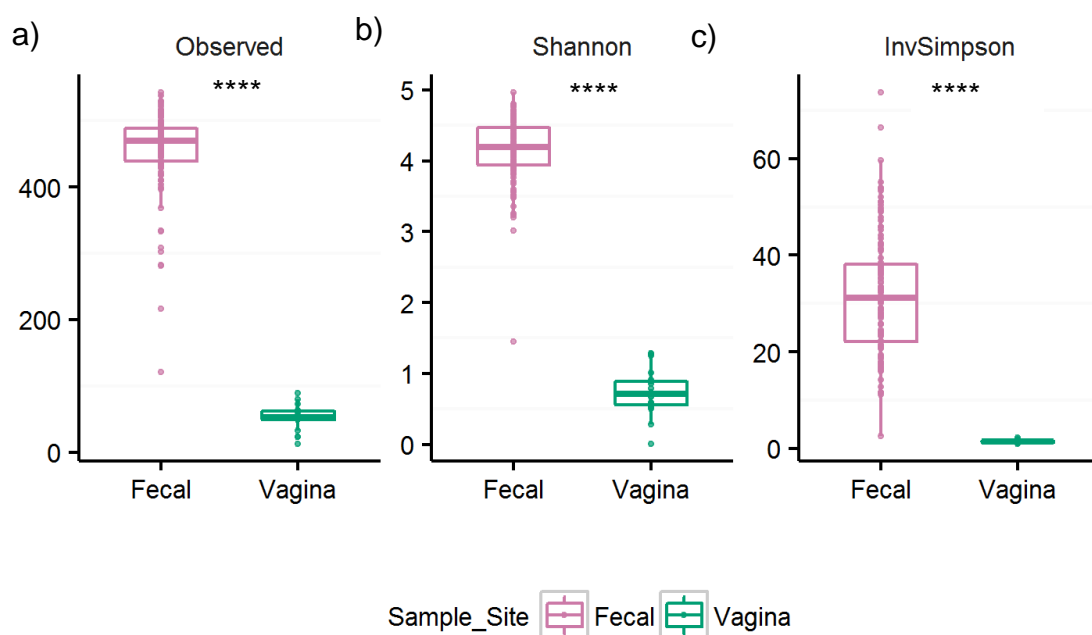 a)
Observed
****
400
200
0
Fecal Vagina
b)
Shannon
****
5
4
3
2
1
0
Fecal Vagina
c)
InvSimpson
****
60
40
20
0
Fecal Vagina
Sample_Site Fecal Vagina